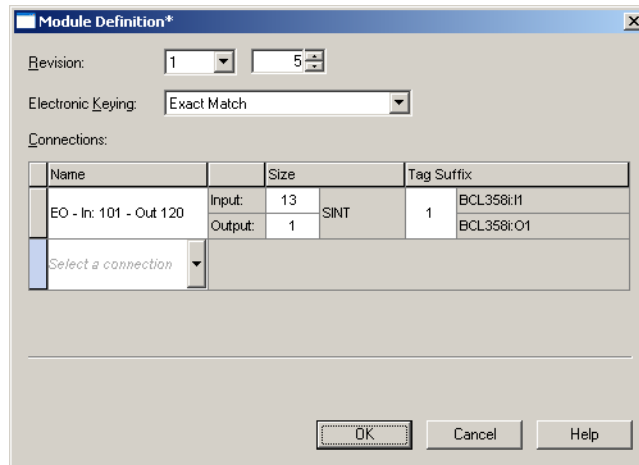 Module Definition*
Revision: 1 5
Electronic Keying: Exact Match
Connections:
Name Size Tag Suffix
EO - In: 101 - Out 120 Input: 13 SINT 1 BCL358i:I1
Output: 1 BCL358i:O1
Select a connection
OK Cancel Help